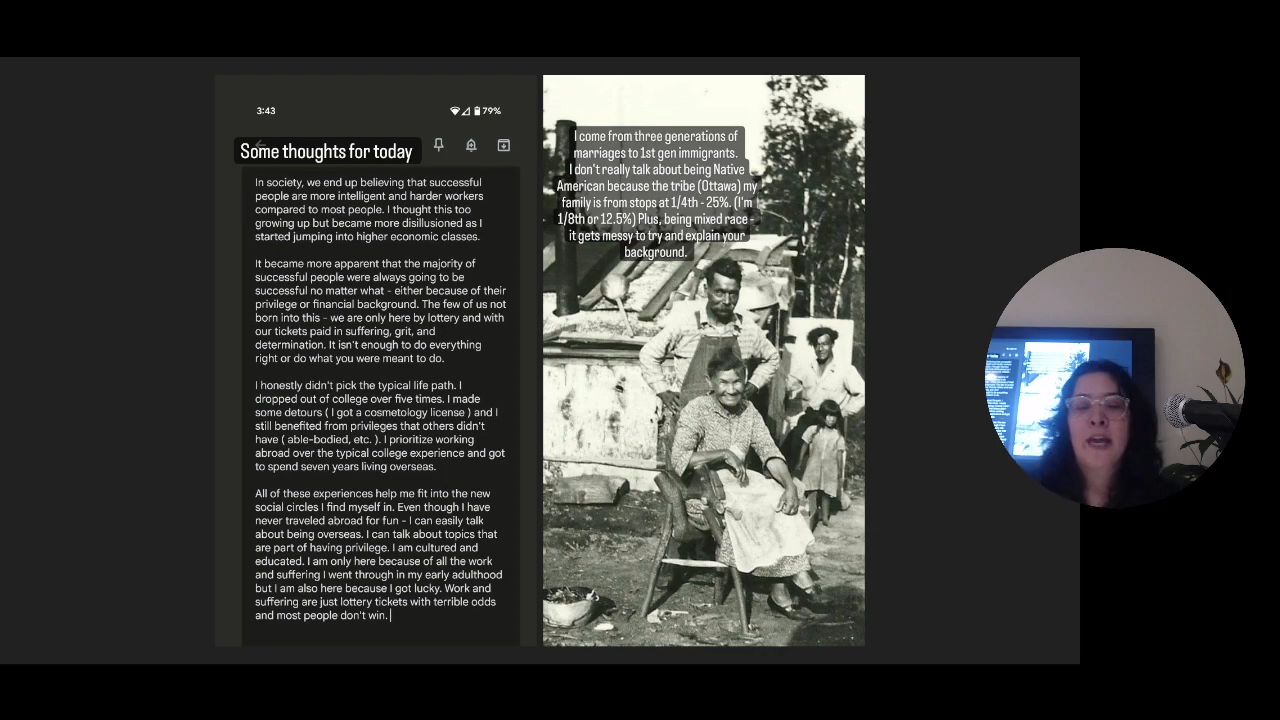 3:43
79%
Some thoughts for today
In society, we end up believing that successful
people are more intelligent and harder workers
compared to most people. I thought this too
growing up but became more disillusioned as I
started jumping into higher economic classes.
It became more apparent that the majority of
successful people were always going to be
successful no matter what - either because of their
privilege or financial background. The few of us not
born into this - we are only here by lottery and with
our tickets paid in suffering, grit, and
determination. It isn't enough to do everything
right or do what you were meant to do.
I honestly didn't pick the typical life path. I
dropped out of college over five times. I made
some detours ( I got a cosmetology license ) and I
still benefited from privileges that others didn't
have ( able-bodied, etc. ). I prioritize working
abroad over the typical college experience and got
to spend seven years living overseas.
All of these experiences help me fit into the new
social circles I find myself in. Even though I have
never traveled abroad for fun - I can easily talk
about being overseas. I can talk about topics that
are part of having privilege. I am cultured and
educated. I am only here because of all the work
and suffering I went through in my early adulthood
but I am also here because I got lucky. Work and
suffering are just lottery tickets with terrible odds
and most people don't win.
I come from three generations of
marriages to 1st gen immigrants.
I don't really talk about being Native
American because the tribe (Ottawa) my
family is from stops at 1/4th - 25%. (I'm
1/8th or 12.5%) Plus, being mixed race -
it gets messy to try and explain your
background.